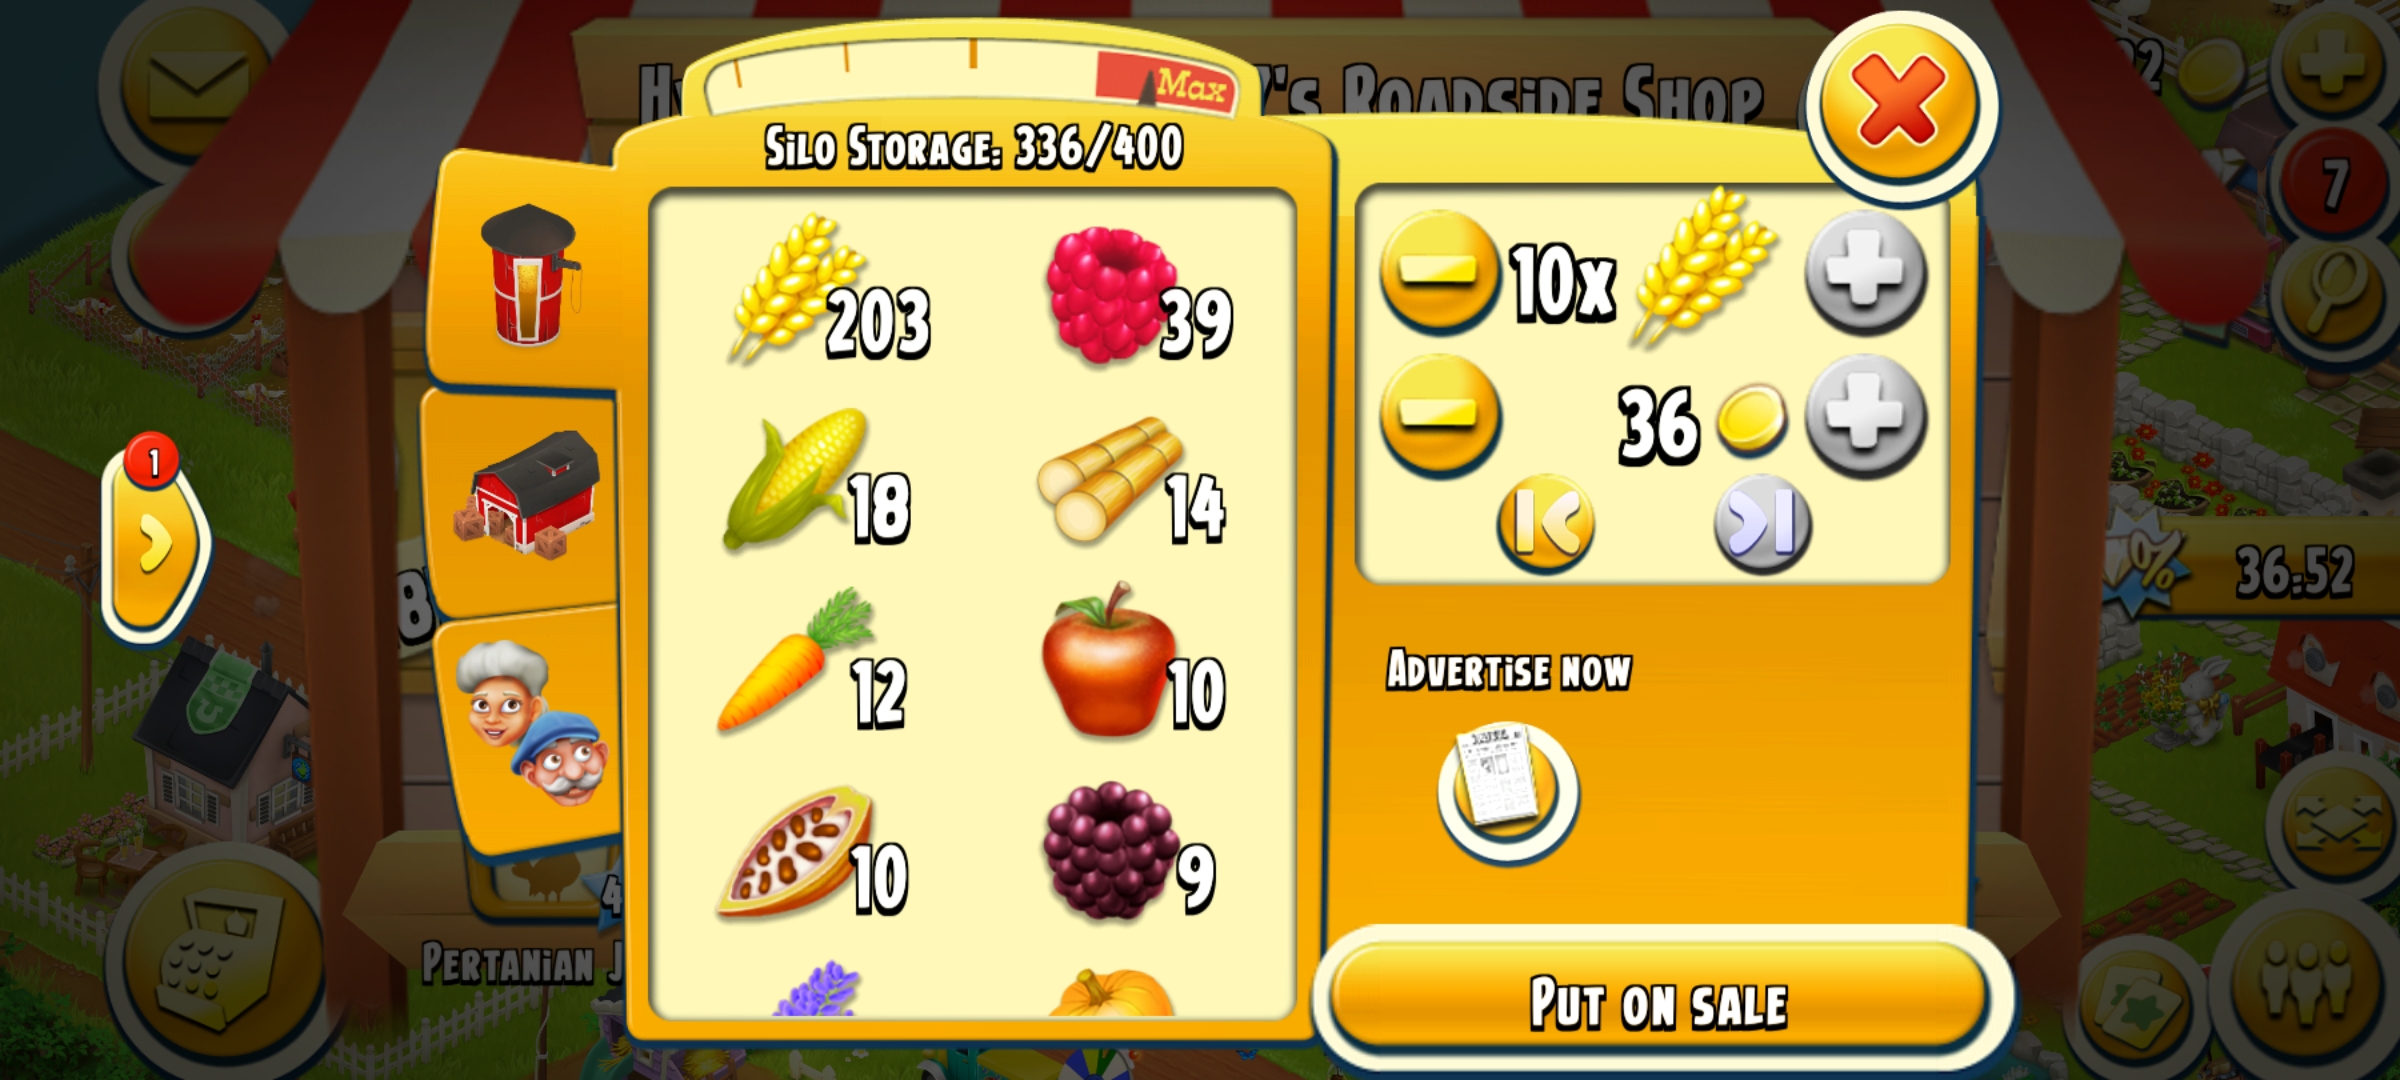 'S ROADSIDE SHOP
Max
SILO STORAGE: 336/400
203
39
18
14
12
10
10
9
10x
36
ADVERTISE NOW
PUT ON SALE
1
7
36:52
PERTANIAN